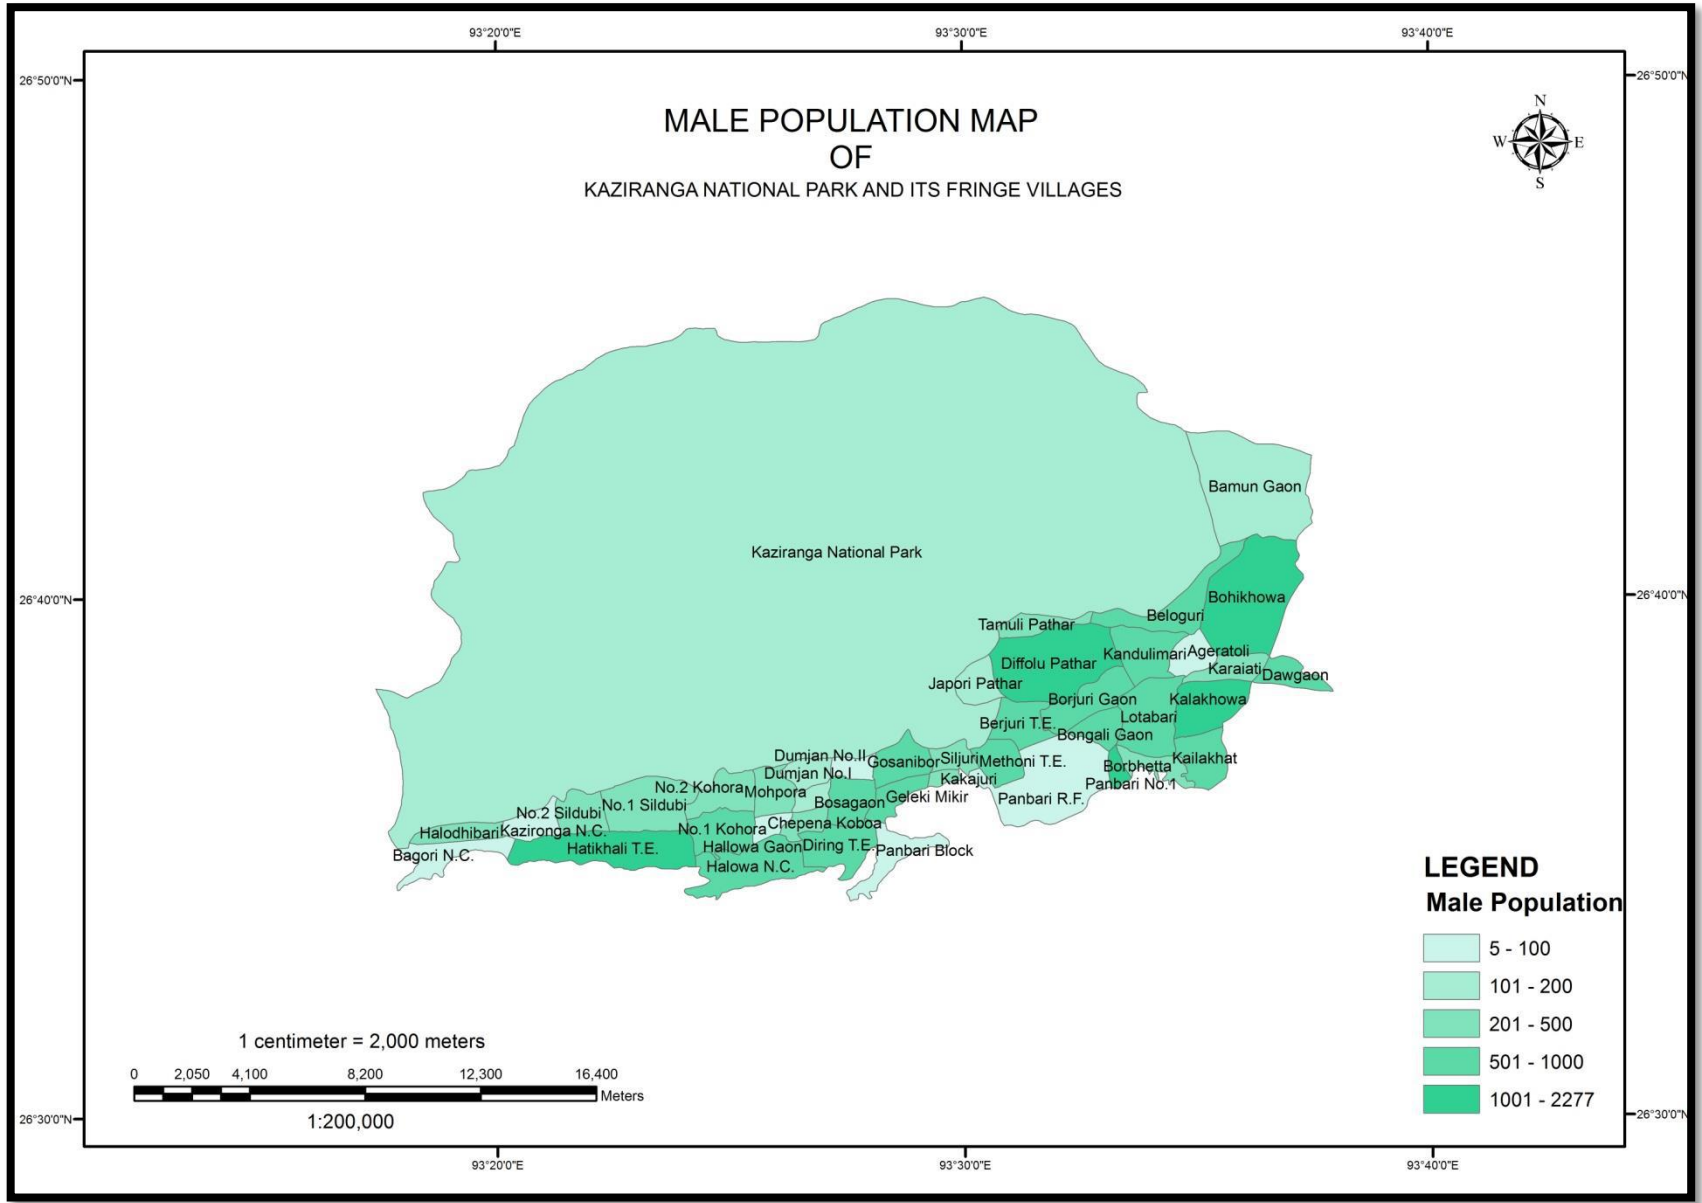 93°20'0"E 93°30'0"E 93°40'0"E
26°50'0"N 26°50'0"N
MALE POPULATION MAP
OF
KAZIRANGA NATIONAL PARK AND ITS FRINGE VILLAGES
N
W E
S
Bamun Gaon
Kaziranga National Park
26°40'0"N 26°40'0"N
Bohikhowa
Beloguri
Tamuli Pathar
Kandulimari Ageratoli
Diffolu Pathar
Karaiati
Dawgaon
Japori Pathar
Borjuri Gaon
Kalakhowa
Lotabari
Berjuri T.E.
Bongali Gaon
Dumjan No.II
Gosanibor
Siljuri
Methoni T.E.
Kailakhat
Borbhetta
Dumjan No.I
Kakajuri
Panbari No.1
No.2 Kohora
Mohpora
Geleki Mikir
Panbari R.F.
No.1 Sildubi
Bosagaon
No.2 Sildubi
Chepena Koboa
Halodhibari
Kazironga N.C.
No.1 Kohora
Hatikhali T.E.
Hallowa Gaon
Diring T.E.
Panbari Block
Bagori N.C.
Halowa N.C.
LEGEND
Male Population
5 - 100
101 - 200
201 - 500
501 - 1000
1001 - 2277
1 centimeter = 2,000 meters
0 2,050 4,100 8,200 12,300 16,400
Meters
1:200,000
26°30'0"N 26°30'0"N
93°20'0"E 93°30'0"E 93°40'0"E